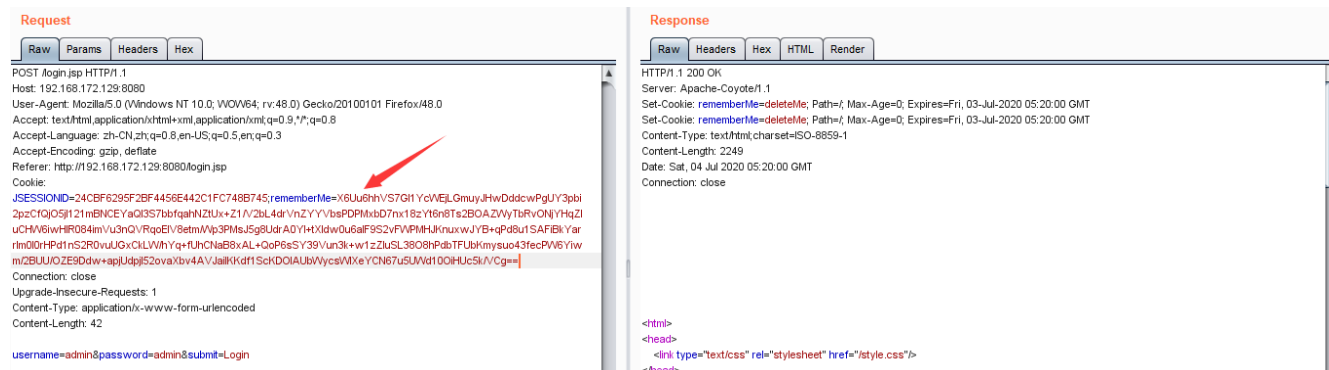 Request
Raw Params Headers Hex
POST /login.jsp HTTP/1.1
Host: 192.168.172.129:8080
User-Agent: Mozilla/5.0 (Windows NT 10.0; WOW64; rv:48.0) Gecko/20100101 Firefox/48.0
Accept: text/html,application/xhtml+xml,application/xml;q=0.9,*/*;q=0.8
Accept-Language: zh-CN,zh;q=0.8,en-US;q=0.5,en;q=0.3
Accept-Encoding: gzip, deflate
Referer: http://192.168.172.129:8080/login.jsp
Cookie:
JSESSIONID=24CBF6295F2BF4456E442C1FC748B745;rememberMe=
Connection: close
Upgrade-Insecure-Requests: 1
Content-Type: application/x-www-form-urlencoded
Content-Length: 42
username=admin&password=admin&submit=Login
Response
Raw Headers Hex HTML Render
HTTP/1.1 200 OK
Server: Apache-Coyote/1.1
Set-Cookie: rememberMe=deleteMe; Path=/; Max-Age=0; Expires=Fri, 03-Jul-2020 05:20:00 GMT
Set-Cookie: rememberMe=deleteMe; Path=/; Max-Age=0; Expires=Fri, 03-Jul-2020 05:20:00 GMT
Content-Type: text/html;charset=ISO-8859-1
Content-Length: 2249
Date: Sat, 04 Jul 2020 05:20:00 GMT
Connection: close
<html>
<head>
<link type="text/css" rel="stylesheet" href="/style.css"/>
</head>